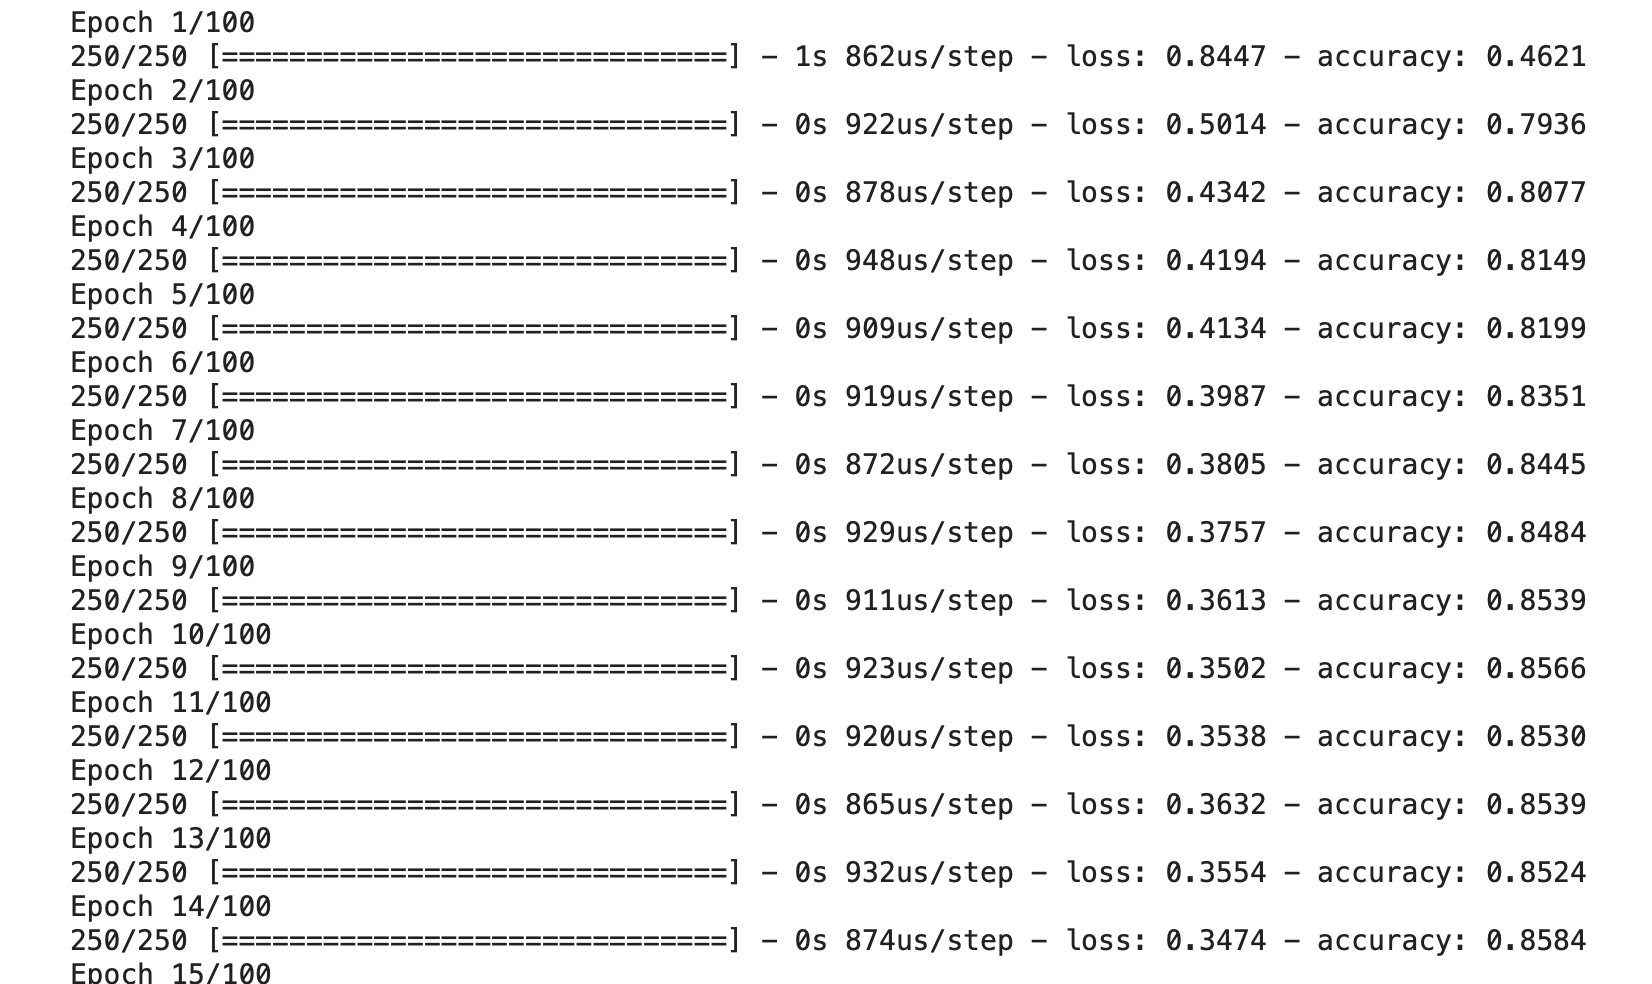 Epoch 1/100
250/250 [==============================] - 1s 862us/step - loss: 0.8447 - accuracy: 0.4621
Epoch 2/100
250/250 [==============================] - 0s 922us/step - loss: 0.5014 - accuracy: 0.7936
Epoch 3/100
250/250 [==============================] - 0s 878us/step - loss: 0.4342 - accuracy: 0.8077
Epoch 4/100
250/250 [==============================] - 0s 948us/step - loss: 0.4194 - accuracy: 0.8149
Epoch 5/100
250/250 [==============================] - 0s 909us/step - loss: 0.4134 - accuracy: 0.8199
Epoch 6/100
250/250 [==============================] - 0s 919us/step - loss: 0.3987 - accuracy: 0.8351
Epoch 7/100
250/250 [==============================] - 0s 872us/step - loss: 0.3805 - accuracy: 0.8445
Epoch 8/100
250/250 [==============================] - 0s 929us/step - loss: 0.3757 - accuracy: 0.8484
Epoch 9/100
250/250 [==============================] - 0s 911us/step - loss: 0.3613 - accuracy: 0.8539
Epoch 10/100
250/250 [==============================] - 0s 923us/step - loss: 0.3502 - accuracy: 0.8566
Epoch 11/100
250/250 [==============================] - 0s 920us/step - loss: 0.3538 - accuracy: 0.8530
Epoch 12/100
250/250 [==============================] - 0s 865us/step - loss: 0.3632 - accuracy: 0.8539
Epoch 13/100
250/250 [==============================] - 0s 932us/step - loss: 0.3554 - accuracy: 0.8524
Epoch 14/100
250/250 [==============================] - 0s 874us/step - loss: 0.3474 - accuracy: 0.8584
Epoch 15/100